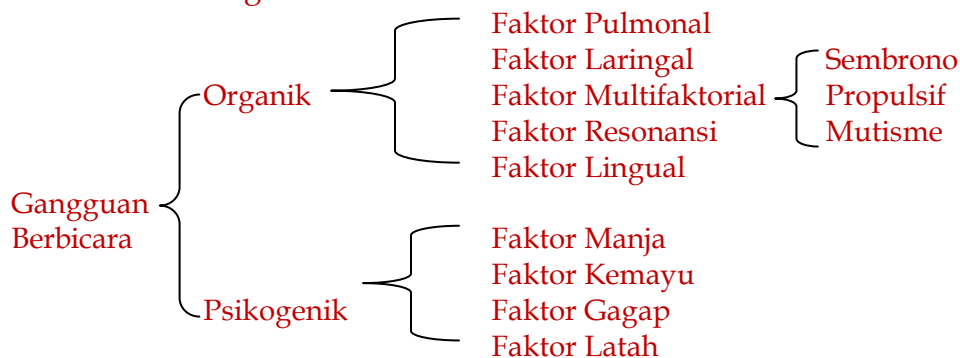 Faktor Pulmonal
Faktor Laringal
Sembrono
Organik
Faktor Multifaktorial
Propulsif
Faktor Resonansi
Mutisme
Faktor Lingual
Gangguan
Berbicara
Faktor Manja
Faktor Kemayu
Psikogenik
Faktor Gagap
Faktor Latah